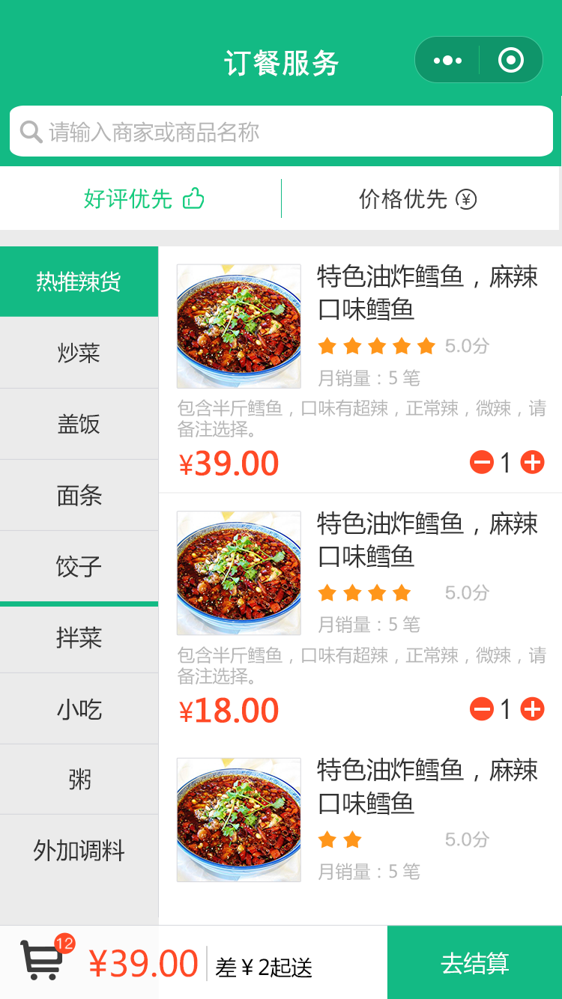 订餐服务
请输入商家或商品名称
好评优先
价格优先 ¥
热推辣货
炒菜
盖饭
面条
饺子
拌菜
小吃
粥
外加调料
特色油炸鳕鱼，麻辣
口味鳕鱼
5.0分
月销量：5 笔
包含半斤鳕鱼，口味有超辣，正常辣，微辣，请
备注选择。
¥39.00
1
特色油炸鳕鱼，麻辣
口味鳕鱼
5.0分
月销量：5 笔
包含半斤鳕鱼，口味有超辣，正常辣，微辣，请
备注选择。
¥18.00
1
特色油炸鳕鱼，麻辣
口味鳕鱼
5.0分
月销量：5 笔
12
¥39.00
差￥2起送
去结算